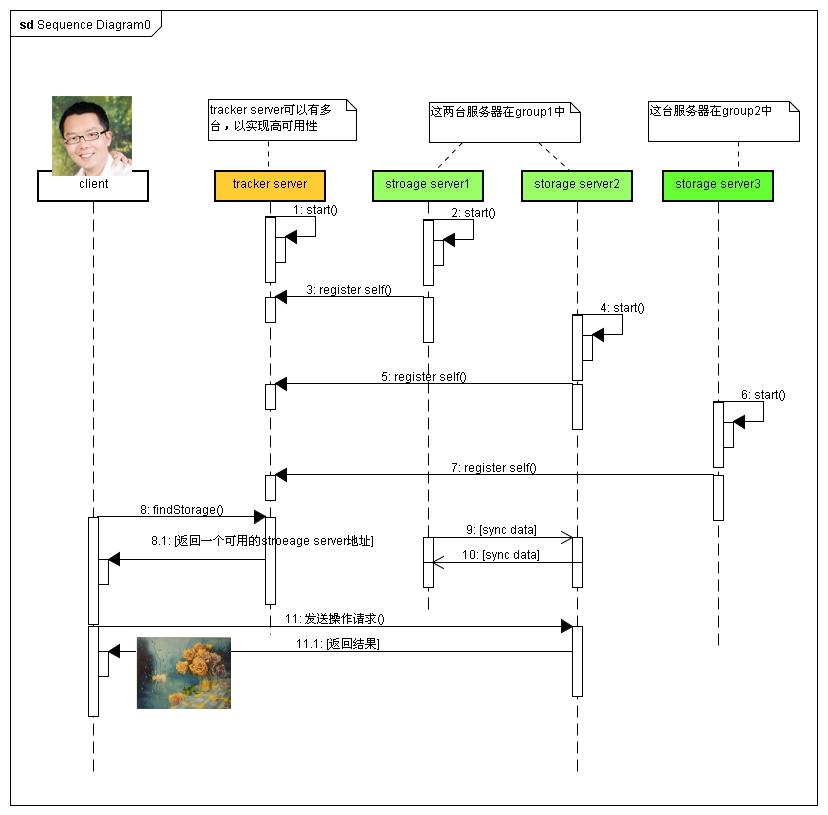 sd Sequence Diagram0
tracker server可以有多
台，以实现高可用性
这两台服务器在group1中
这台服务器在group2中
client
tracker server
stroage server1
storage server2
storage server3
1: start()
2: start()
3: register self()
4: start()
5: register self()
6: start()
7: register self()
8: findStorage()
9: [sync data]
8.1: [返回一个可用的stroeage server地址]
10: [sync data]
11: 发送操作请求()
11.1: [返回结果]